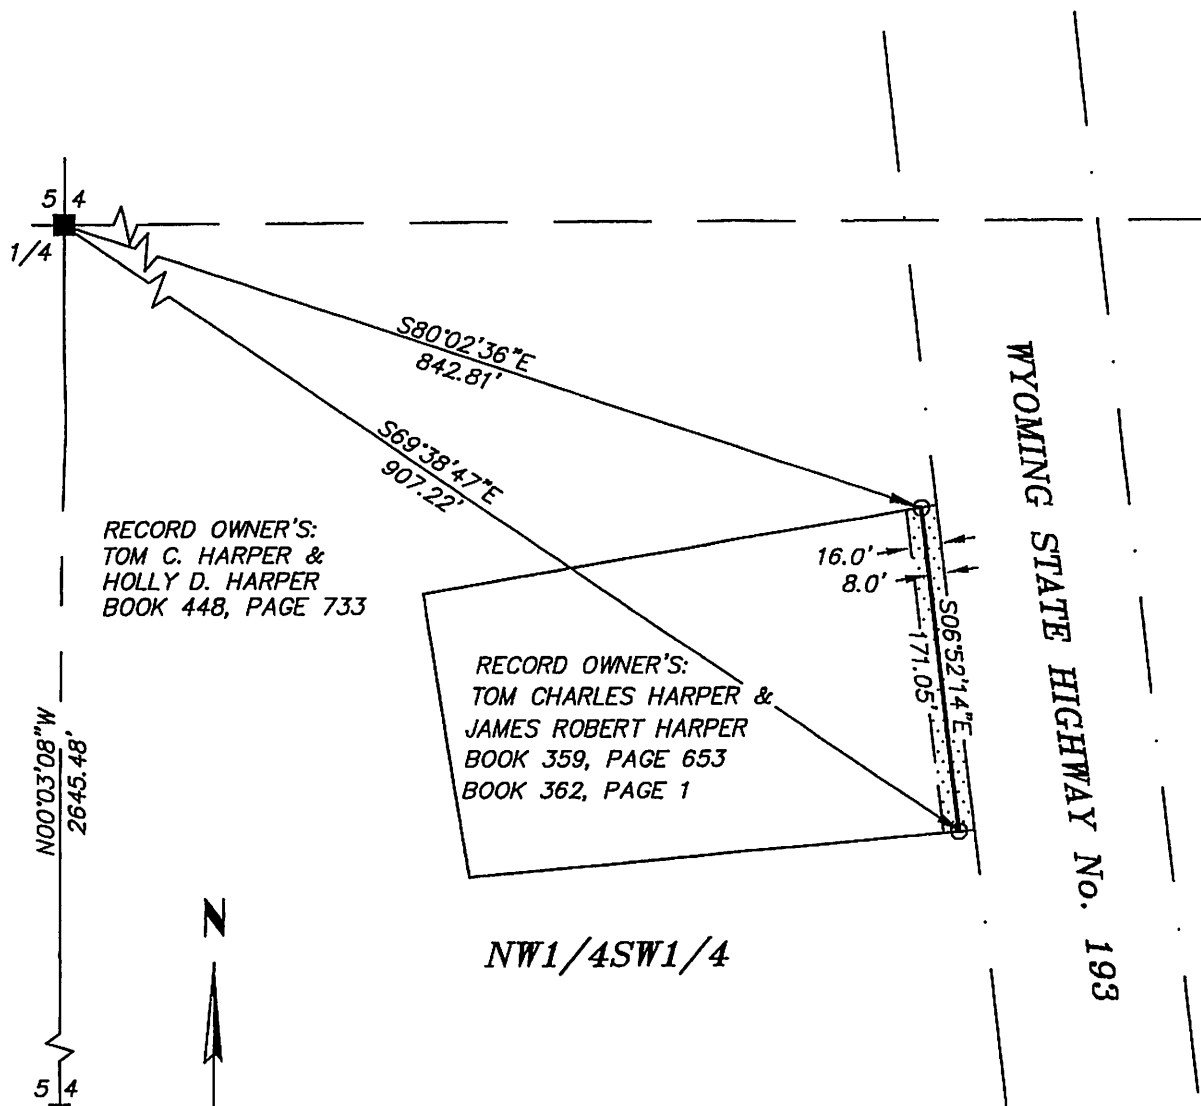 5 4
1/4
S80°02'36"E
842.81'
S69°38'47"E
907.22'
RECORD OWNER'S:
TOM C. HARPER &
HOLLY D. HARPER
BOOK 448, PAGE 733
16.0'
8.0'
S06°52'14"E
171.05'
WYOMING STATE HIGHWAY No. 193
RECORD OWNER'S:
TOM CHARLES HARPER &
JAMES ROBERT HARPER
BOOK 359, PAGE 653
BOOK 362, PAGE 1
N00°03'08"W
2645.48'
N
NW1/4SW1/4
5 4